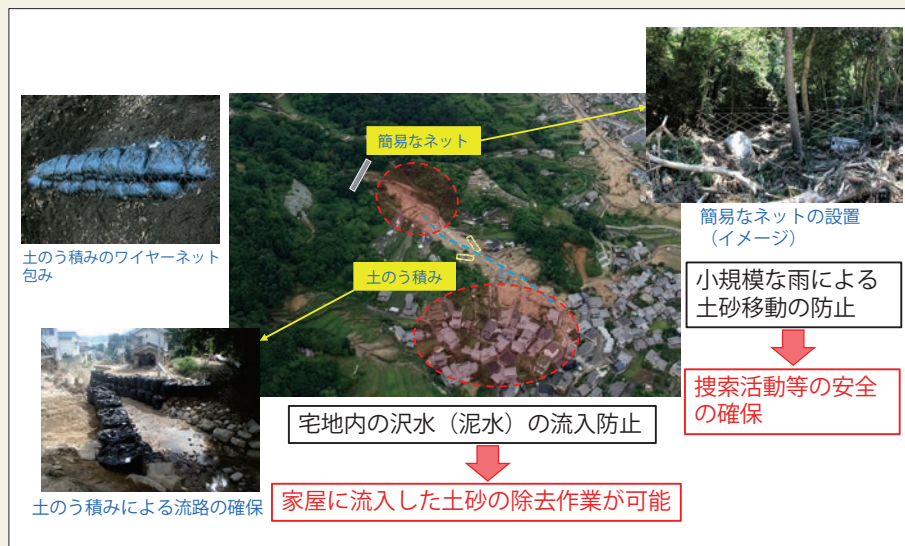 簡易なネット
土のう積みのワイヤーネット
包み
簡易なネットの設置
(イメージ)
土のう積み
小規模な雨による
土砂移動の防止
捜索活動等の安全
の確保
宅地内の沢水(泥水)の流入防止
家屋に流入した土砂の除去作業が可能
土のう積みによる流路の確保